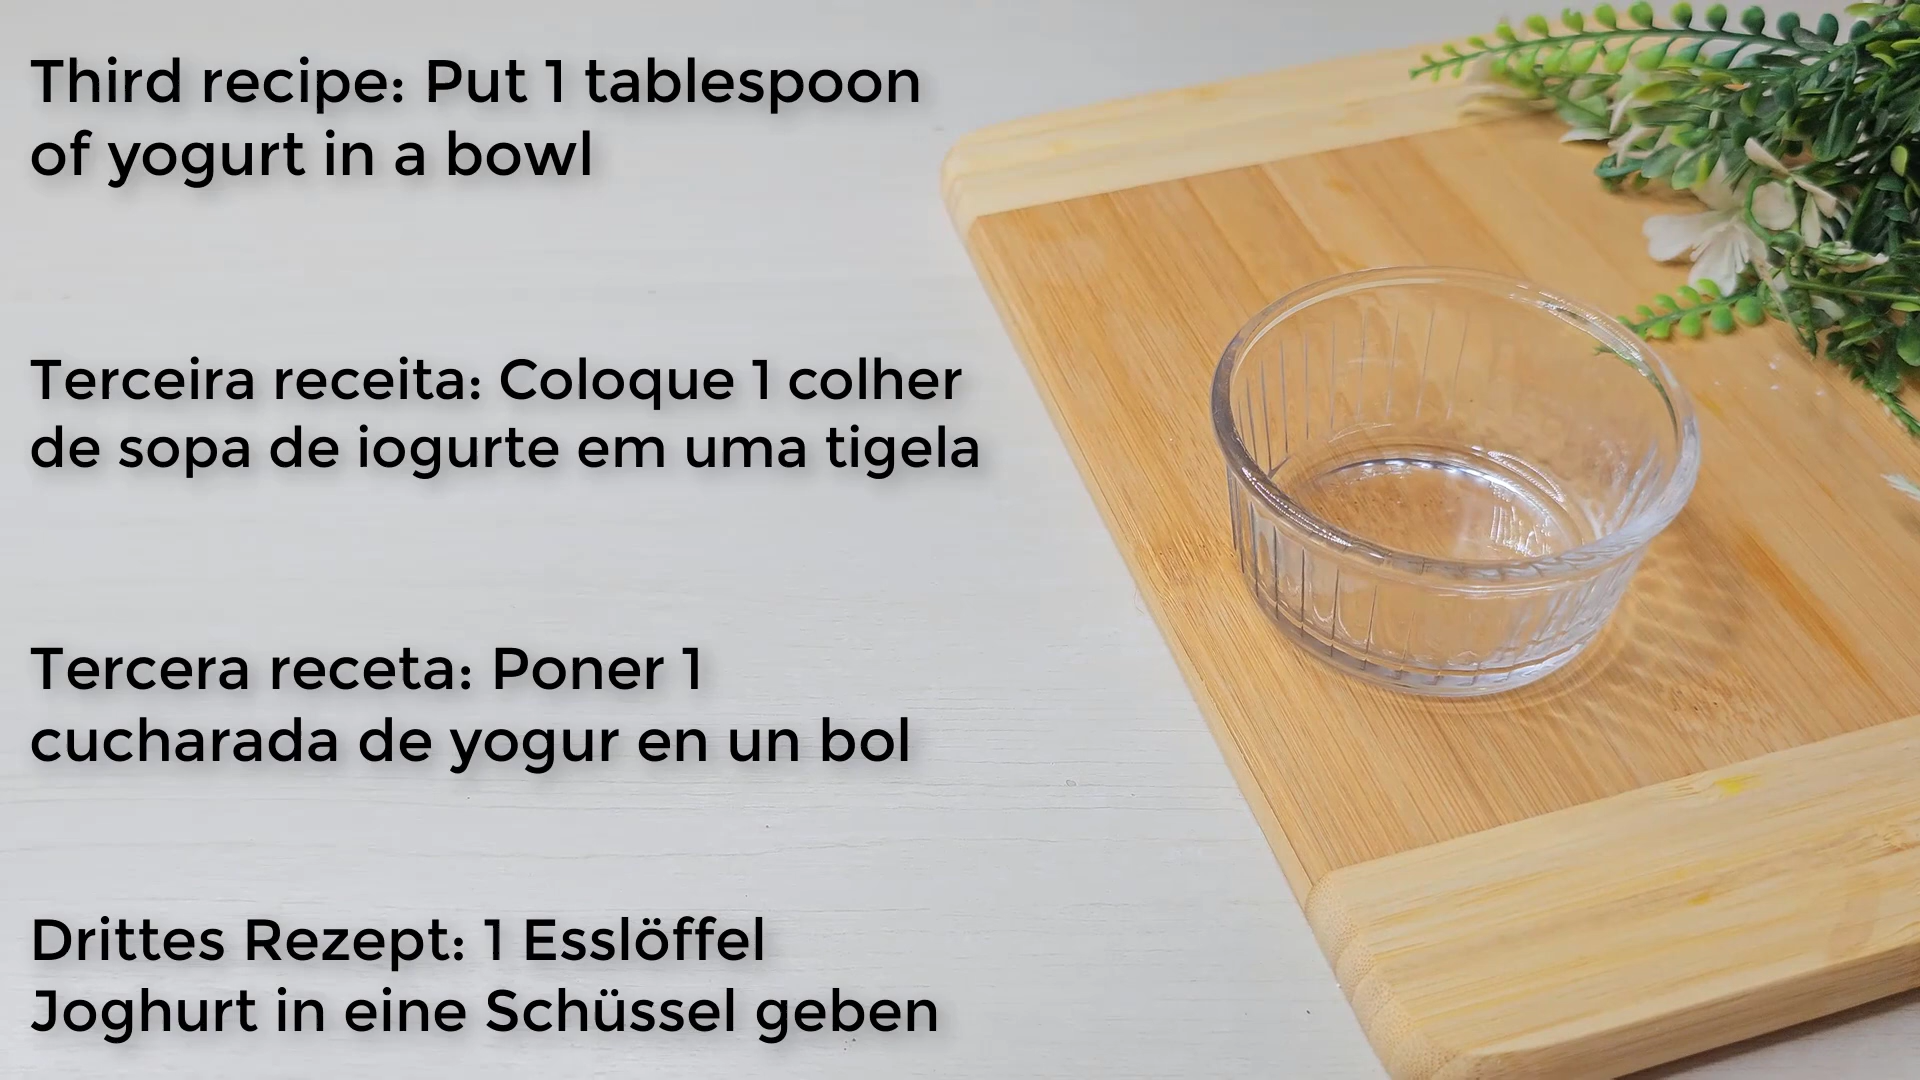 Third recipe: Put 1 tablespoon
of yogurt in a bowl
Terceira receita: Coloque 1 colher
de sopa de iogurte em uma tigela
Tercera receta: Poner 1
cucharada de yogur en un bol
Drittes Rezept: 1 Esslöffel
Joghurt in eine Schüssel geben